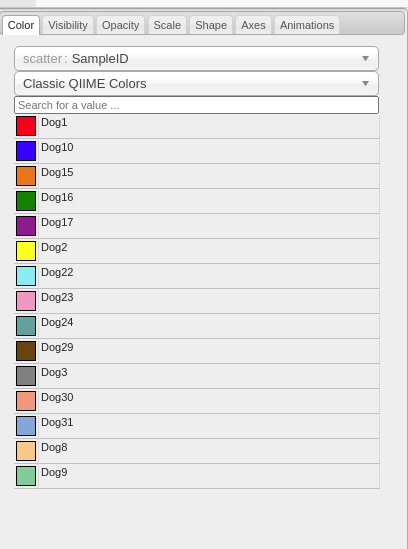 Color Visibility Opacity Scale Shape Axes Animations
scatter: SampleID
Classic QIIME Colors
Search for a value ...
Dog1
Dog10
Dog15
Dog16
Dog17
Dog2
Dog22
Dog23
Dog24
Dog29
Dog3
Dog30
Dog31
Dog8
Dog9